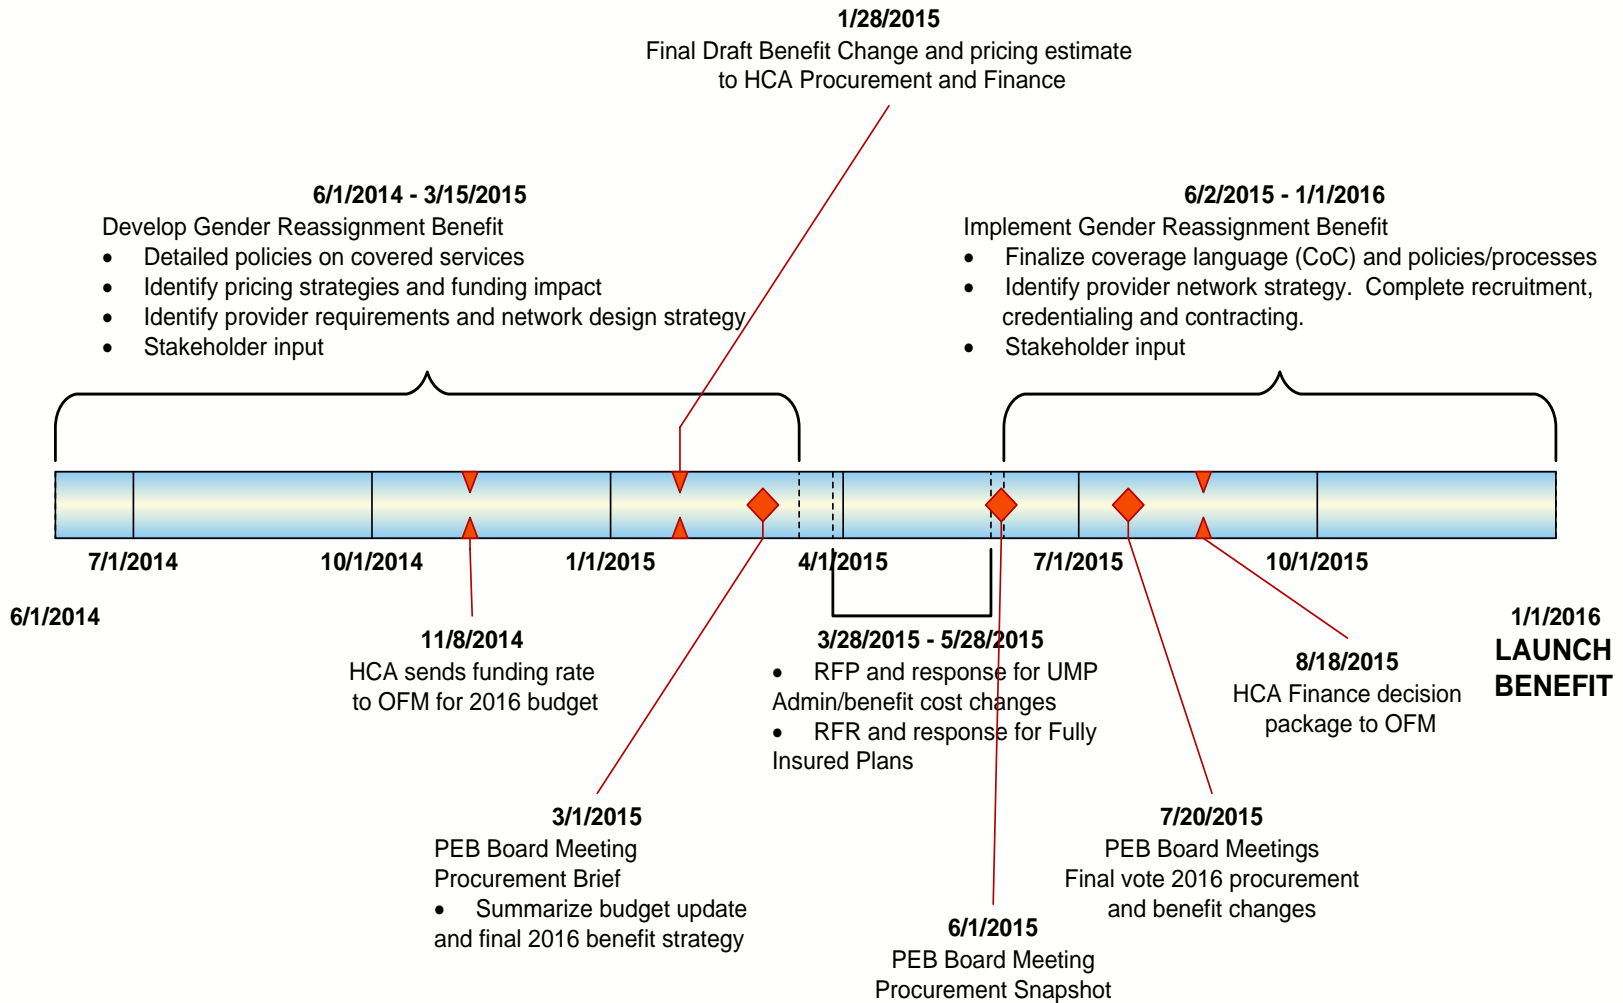 1/28/2015
Final Draft Benefit Change and pricing estimate
to HCA Procurement and Finance
6/1/2014 - 3/15/2015
Develop Gender Reassignment Benefit
• Detailed policies on covered services
• Identify pricing strategies and funding impact
• Identify provider requirements and network design strategy
• Stakeholder input
6/2/2015 - 1/1/2016
Implement Gender Reassignment Benefit
• Finalize coverage language (CoC) and policies/processes
• Identify provider network strategy. Complete recruitment,
credentialing and contracting.
• Stakeholder input
7/1/2014
10/1/2014
1/1/2015
4/1/2015
7/1/2015
10/1/2015
6/1/2014
1/1/2016
LAUNCH
BENEFIT
11/8/2014
HCA sends funding rate
to OFM for 2016 budget
3/28/2015 - 5/28/2015
• RFP and response for UMP
Admin/benefit cost changes
• RFR and response for Fully
Insured Plans
8/18/2015
HCA Finance decision
package to OFM
3/1/2015
PEB Board Meeting
Procurement Brief
• Summarize budget update
and final 2016 benefit strategy
7/20/2015
PEB Board Meetings
Final vote 2016 procurement
and benefit changes
6/1/2015
PEB Board Meeting
Procurement Snapshot